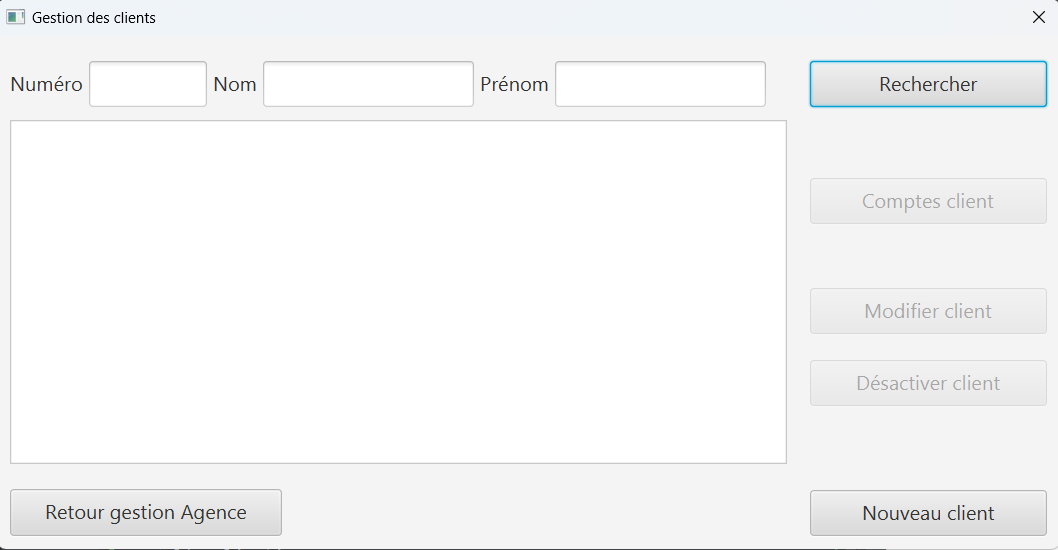 Gestion des clients
Numéro Nom Prénom Rechercher
Comptes client
Modifier client
Désactiver client
Retour gestion Agence Nouveau client